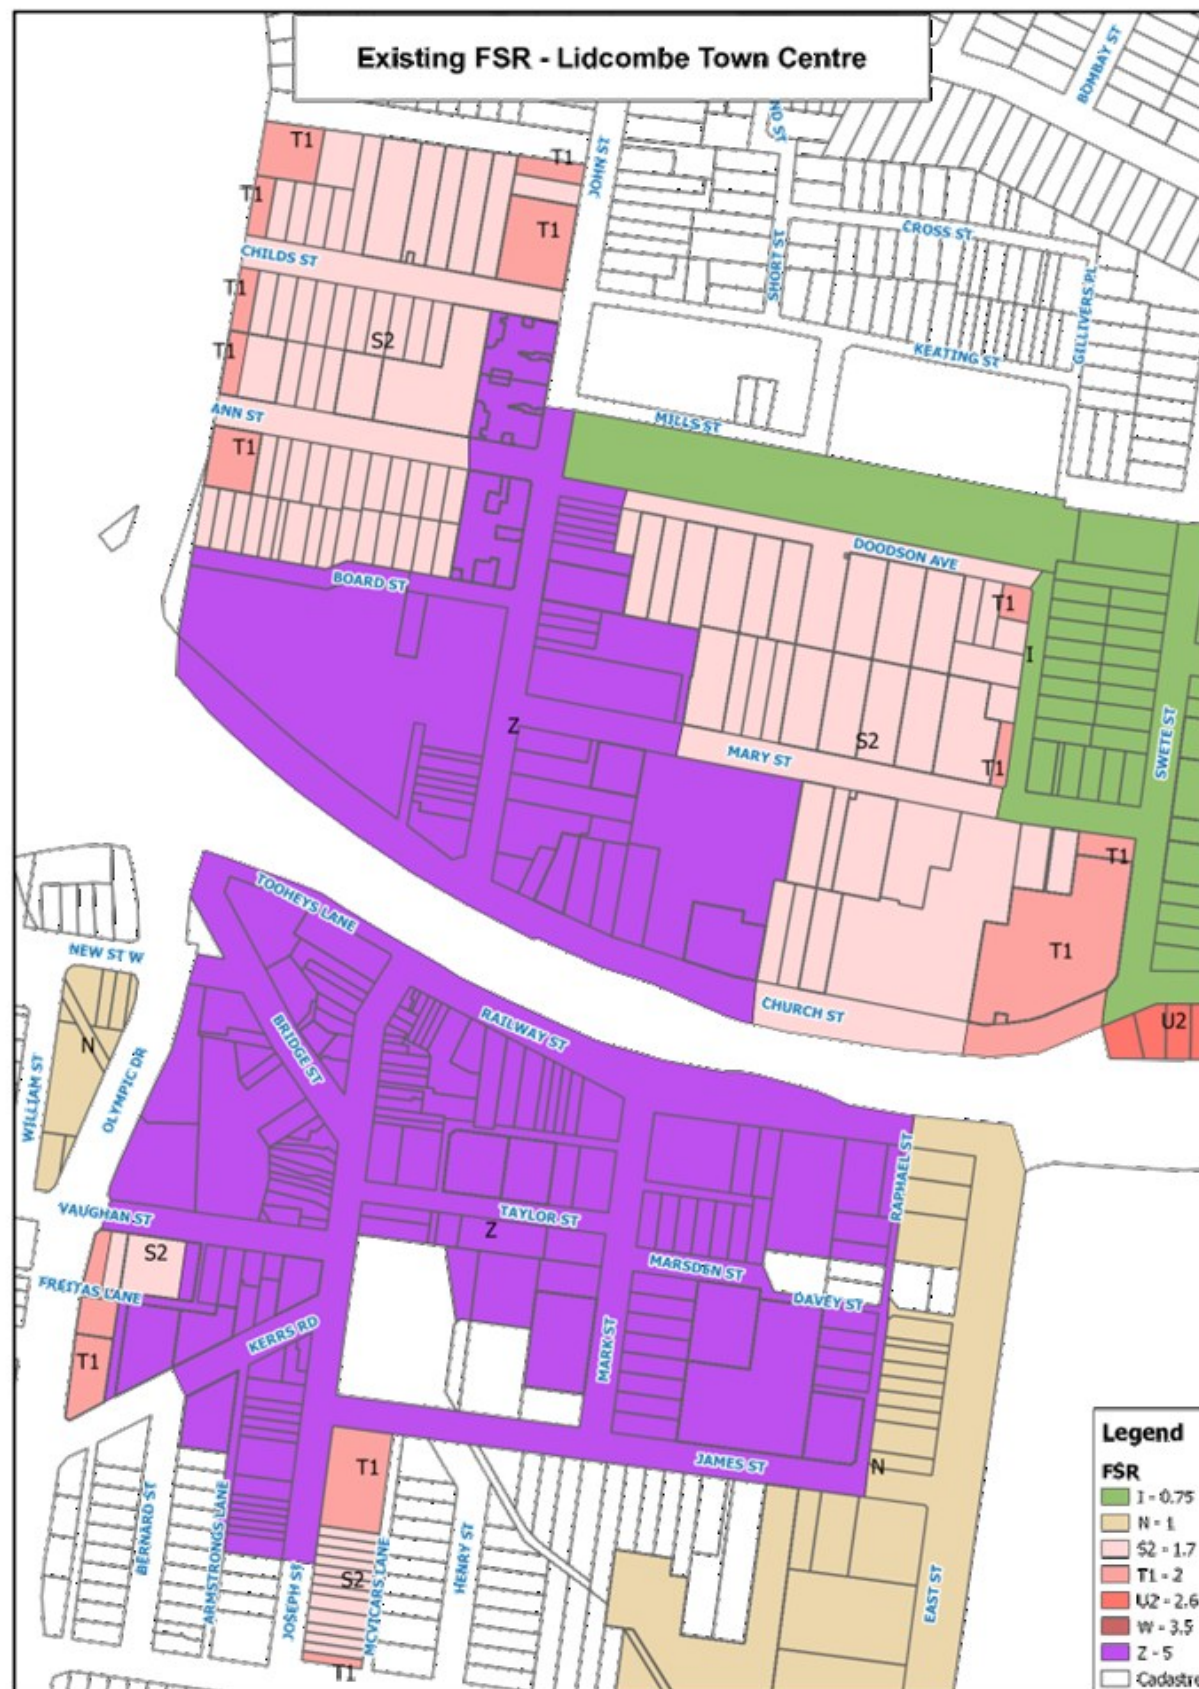 Existing FSR - Lidcombe Town Centre
BOMBAY ST
T1
T1
JOHN ST
T1
T1
CROSS ST
CHILDS ST
SHORT ST
T1
GILLIVERS PL
S2
T1
KEATING ST
ANN ST
MILLS ST
T1
DOODSON AVE
BOARD ST
T1
I
Z
S2
MARY ST
SWETE ST
T1
T1
TOOHEYS LANE
NEW ST W
T1
CHURCH ST
U2
RAILWAY ST
BRIDGE ST
N
WILLIAM ST
OLYMPIC DR
RAPHAEL ST
VAUGHAN ST
TAYLOR ST
Z
S2
MARSDEN ST
FREITAS LANE
DAVEY ST
KERRS RD
MARK ST
T1
JAMES ST
N
T1
BERNARD ST
ARMSTRONGS LANE
HENRY ST
JOSEPH ST
S2
MCVICARS LANE
EAST ST
T1
Legend
FSR
I - 0.75
N - 1
S2 - 1.7
T1 - 2
U2 - 2.6
W - 3.5
Z - 5